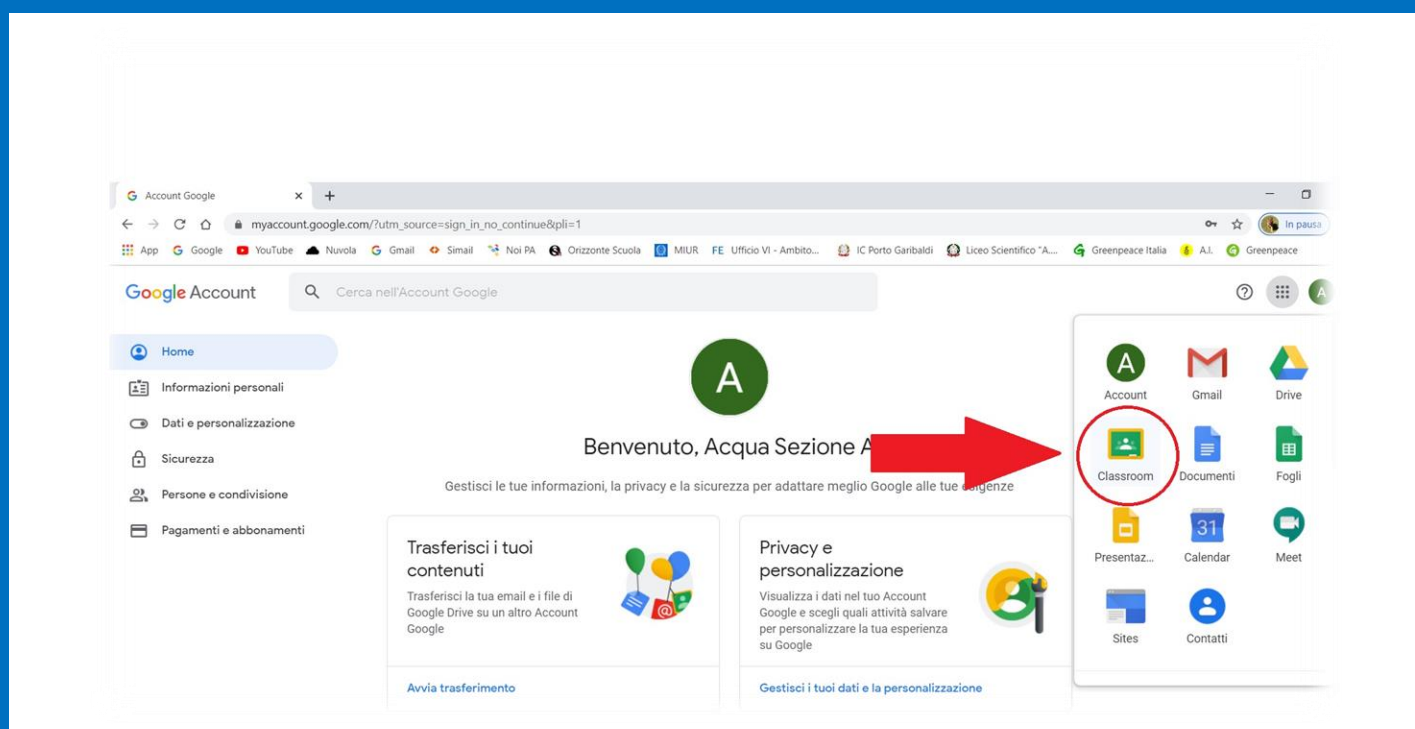 Account Google
myaccount.google.com/?utm_source=sign_in_no_continue&pli=1
In pausa
App Google YouTube Nuvola Gmail Simail Noi PA Orizzonte Scuola MIUR FE Ufficio VI - Ambito... IC Porto Garibaldi Liceo Scientifico "A.... Greenpeace Italia A.I. Greenpeace
Google Account
Cerca nell'Account Google
A
Home
Informazioni personali
Dati e personalizzazione
Sicurezza
Persone e condivisione
Pagamenti e abbonamenti
A
Benvenuto, Acqua Sezione A
Gestisci le tue informazioni, la privacy e la sicurezza per adattare meglio Google alle tue esigenze
Trasferisci i tuoi
contenuti
Trasferisci la tua email e i file di
Google Drive su un altro Account
Google
Avvia trasferimento
Privacy e
personalizzazione
Visualizza i dati nel tuo Account
Google e scegli quali attività salvare
per personalizzare la tua esperienza
su Google
Gestisci i tuoi dati e la personalizzazione
A
Account Gmail Drive
Classroom Documenti Fogli
31
Presentaz... Calendar Meet
Sites Contatti